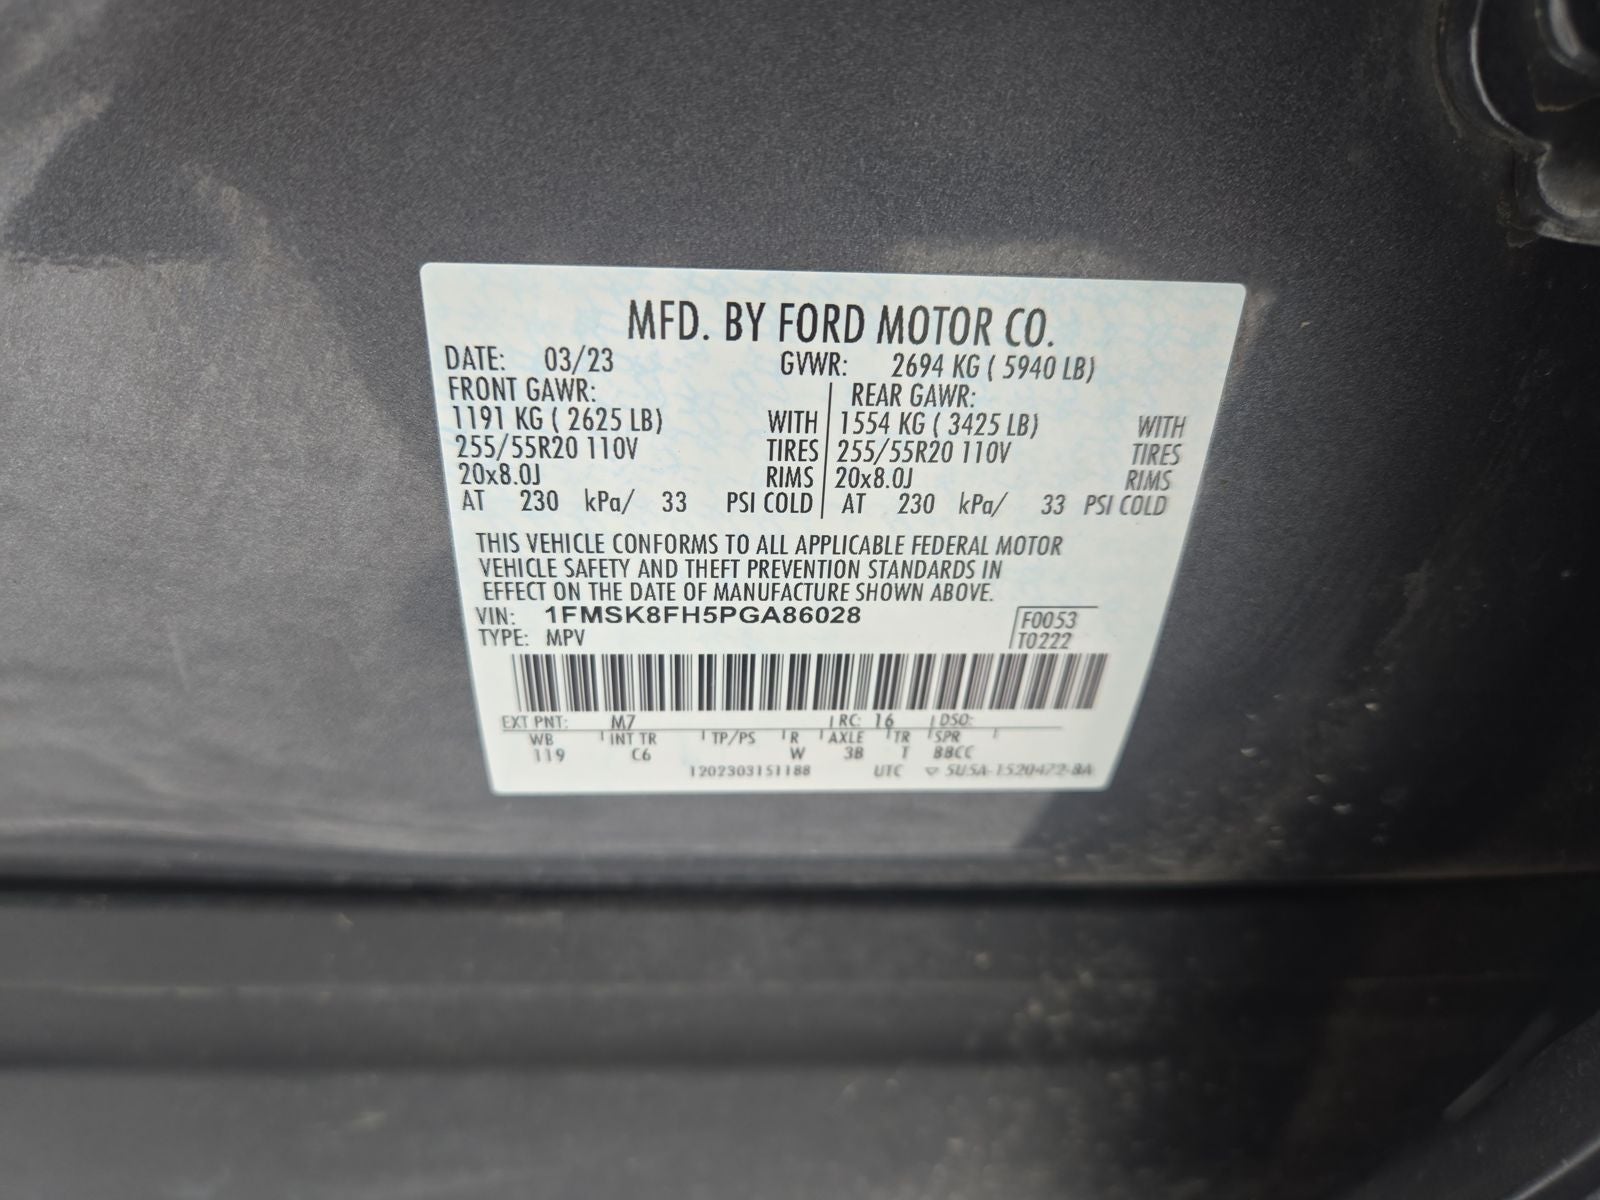 MFD. BY FORD MOTOR CO.
DATE: 03/23 GVWR: 2694 KG ( 5940 LB)
FRONT GAWR: REAR GAWR:
1191 KG ( 2625 LB) WITH 1554 KG ( 3425 LB) WITH
255/55R20 110V TIRES 255/55R20 110V TIRES
20x8.0J RIMS 20x8.0J RIMS
AT 230 kPa/ 33 PSI COLD AT 230 kPa/ 33 PSI COLD
THIS VEHICLE CONFORMS TO ALL APPLICABLE FEDERAL MOTOR
VEHICLE SAFETY AND THEFT PREVENTION STANDARDS IN
EFFECT ON THE DATE OF MANUFACTURE SHOWN ABOVE.
VIN: 1FMSK8FH5PGA86028 F0053
TYPE: MPV T0222
EXT PNT: M7 RC: 16 DSO:
WB INT TR TP/PS R AXLE TR SPR
119 C6 W 3B T BBCC
1202303151188 UTC ▽ 5U5A-1520472-BA